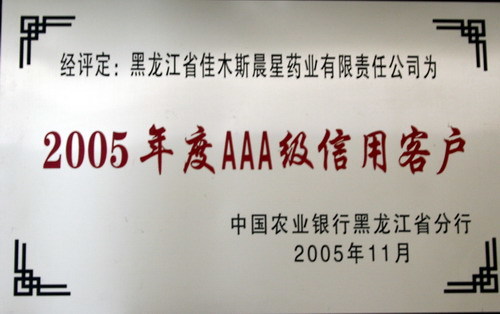 经评定：黑龙江省佳木斯晨星药业有限责任公司为
2005年度AAA级信用客户
中国农业银行黑龙江省分行
2005年11月